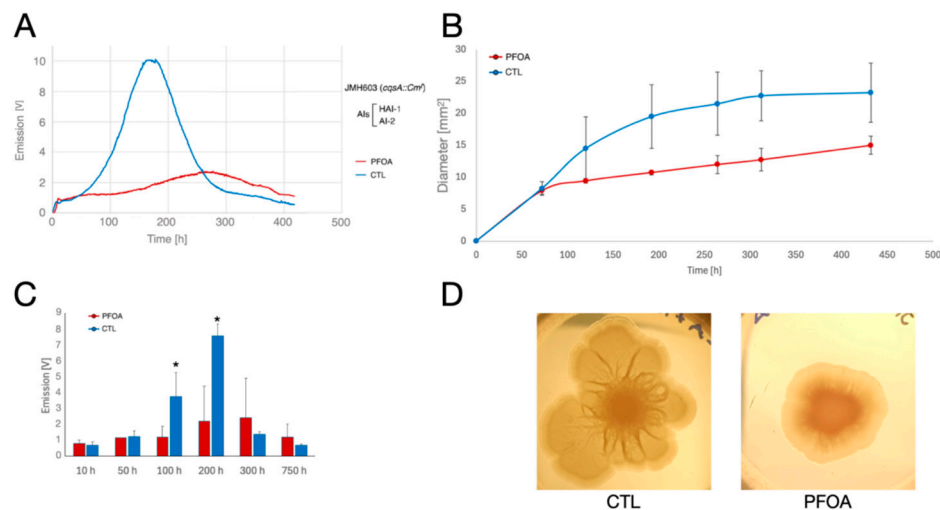 A
Emission [V]
10
8
6
4
2
0
0 100 200 300 400 500
Time [h]
JMH603 (cqsA::Cmʳ)
AIs
HAI-1
AI-2
PFOA
CTL
B
PFOA
CTL
Diameter [mm²]
30
25
20
15
10
5
0
0 50 100 150 200 250 300 350 400 450 500
Time [h]
C
PFOA
CTL
Emission [V]
9
8
7
6
5
4
3
2
1
0
* *
10 h 50 h 100 h 200 h 300 h 750 h
D
CTL PFOA